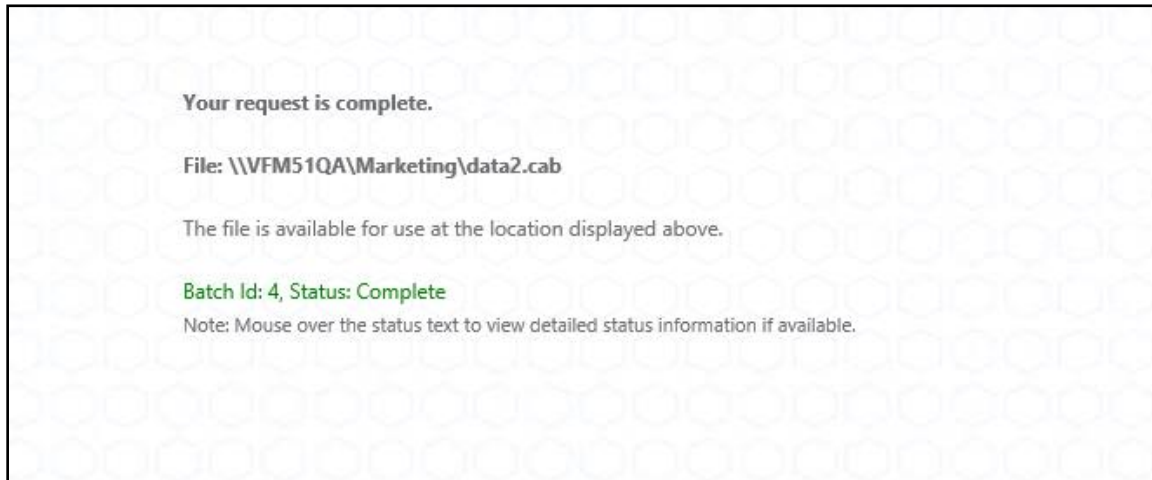 Your request is complete.
File: \\VFM51QA\Marketing\data2.cab
The file is available for use at the location displayed above.
Batch Id: 4, Status: Complete
Note: Mouse over the status text to view detailed status information if available.